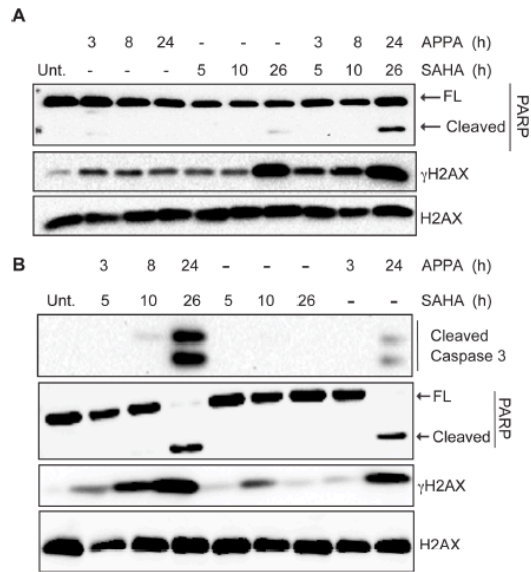 A
3 8 24 - - - 3 8 24 APPA (h)
Unt. - - - 5 10 26 5 10 26 SAHA (h)
FL
Cleaved
PARP
γH2AX
H2AX
B
3 8 24 - - - 3 24 APPA (h)
Unt. 5 10 26 5 10 26 - - SAHA (h)
Cleaved
Caspase 3
FL
Cleaved
PARP
γH2AX
H2AX